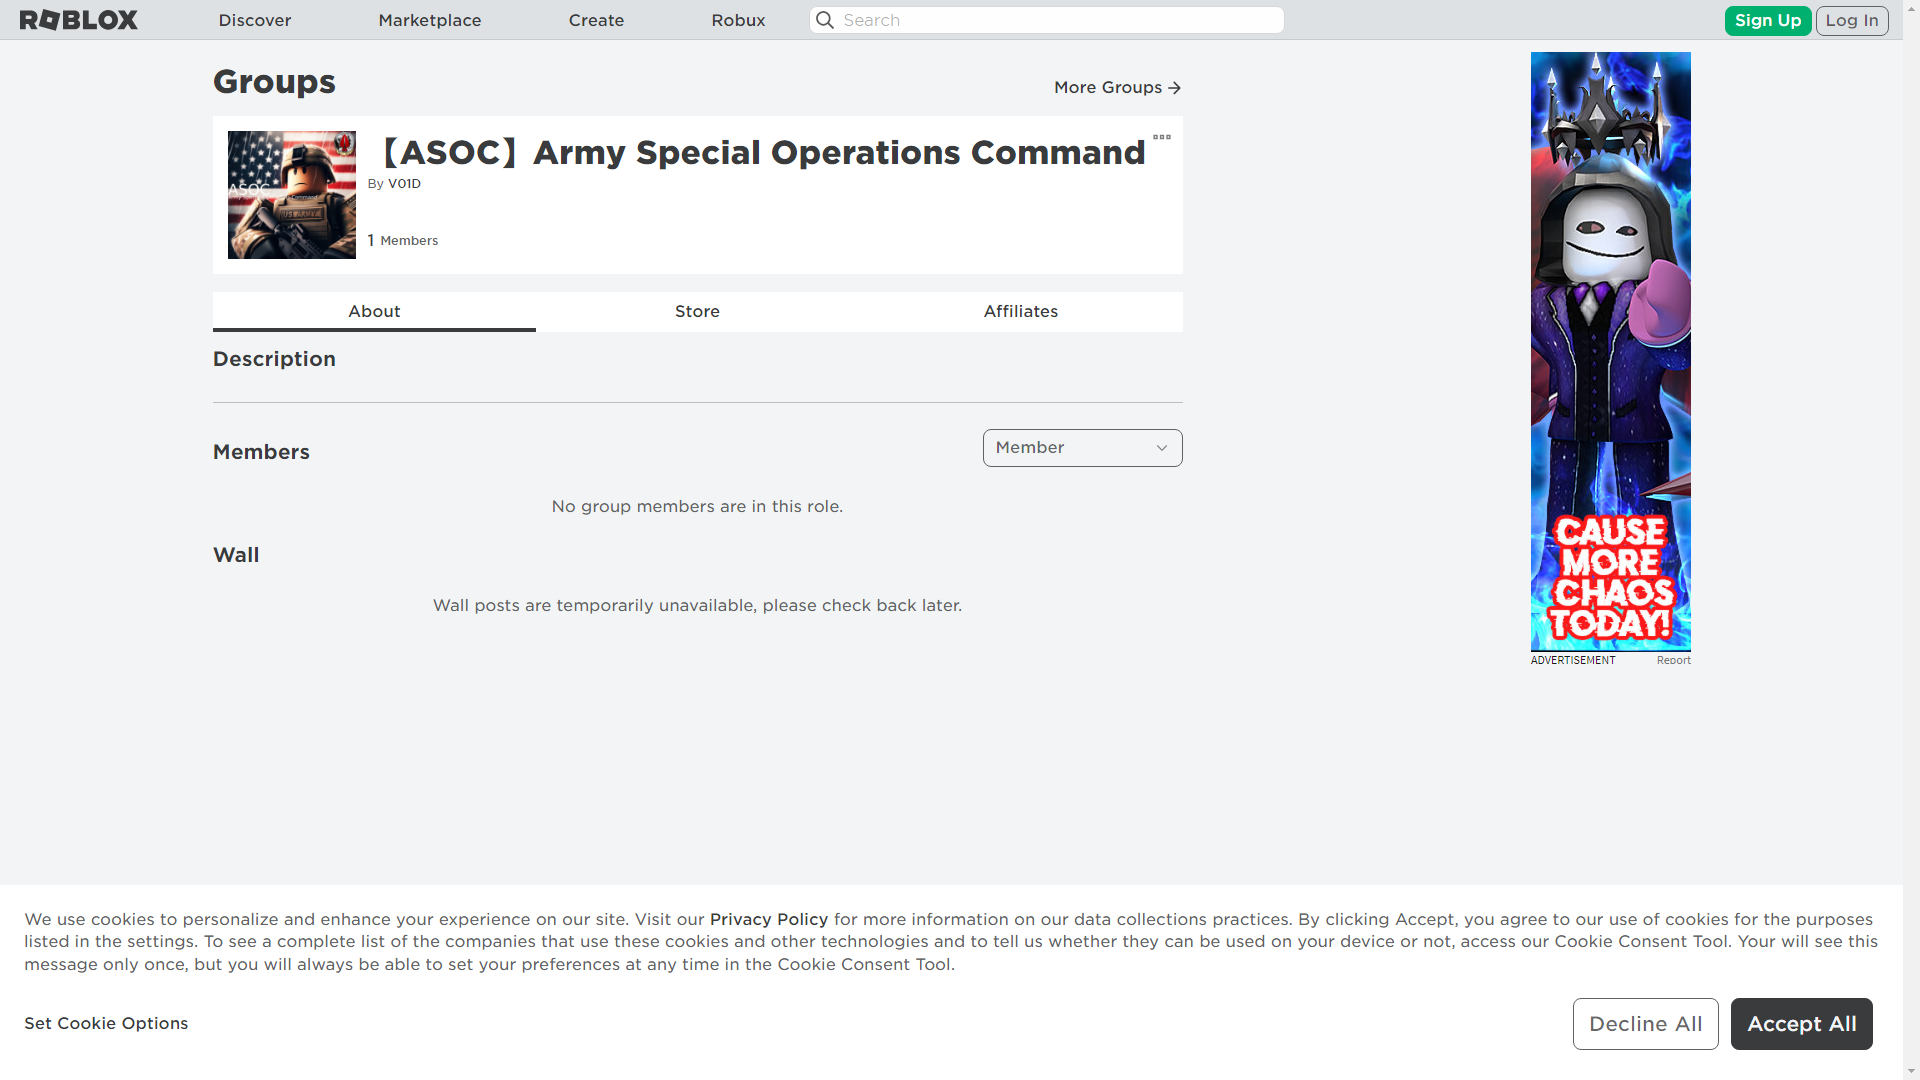 ROBLOX Discover Marketplace Create Robux Search Sign Up Log In
Groups
More Groups
【ASOC】Army Special Operations Command
By V01D
1 Members
ASOC
US ARMY
About Store Affiliates
Description
Members
Member
No group members are in this role.
Wall
Wall posts are temporarily unavailable, please check back later.
CAUSE
MORE
CHAOS
TODAY!
ADVERTISEMENT Report
We use cookies to personalize and enhance your experience on our site. Visit our Privacy Policy for more information on our data collections practices. By clicking Accept, you agree to our use of cookies for the purposes
listed in the settings. To see a complete list of the companies that use these cookies and other technologies and to tell us whether they can be used on your device or not, access our Cookie Consent Tool. Your will see this
message only once, but you will always be able to set your preferences at any time in the Cookie Consent Tool.
Set Cookie Options
Decline All
Accept All